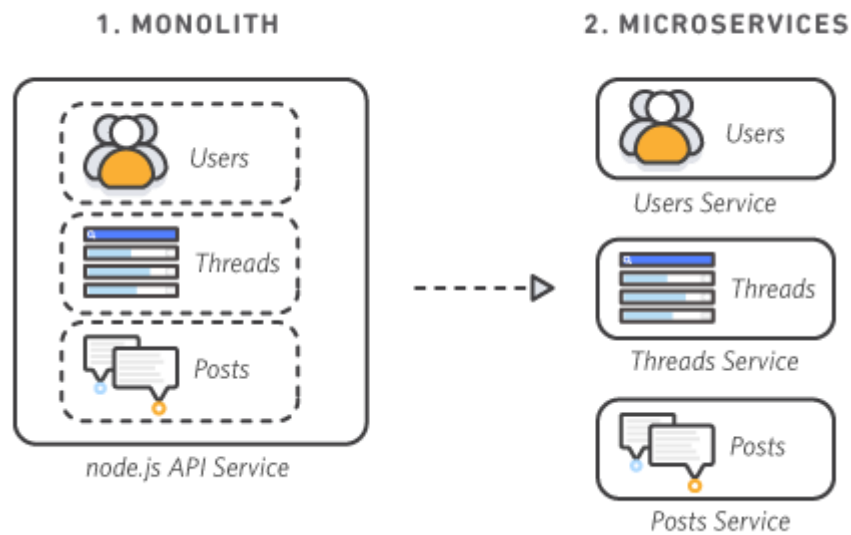 1. MONOLITH
2. MICROSERVICES
Users
Threads
Posts
node.js API Service
Users
Users Service
Threads
Threads Service
Posts
Posts Service